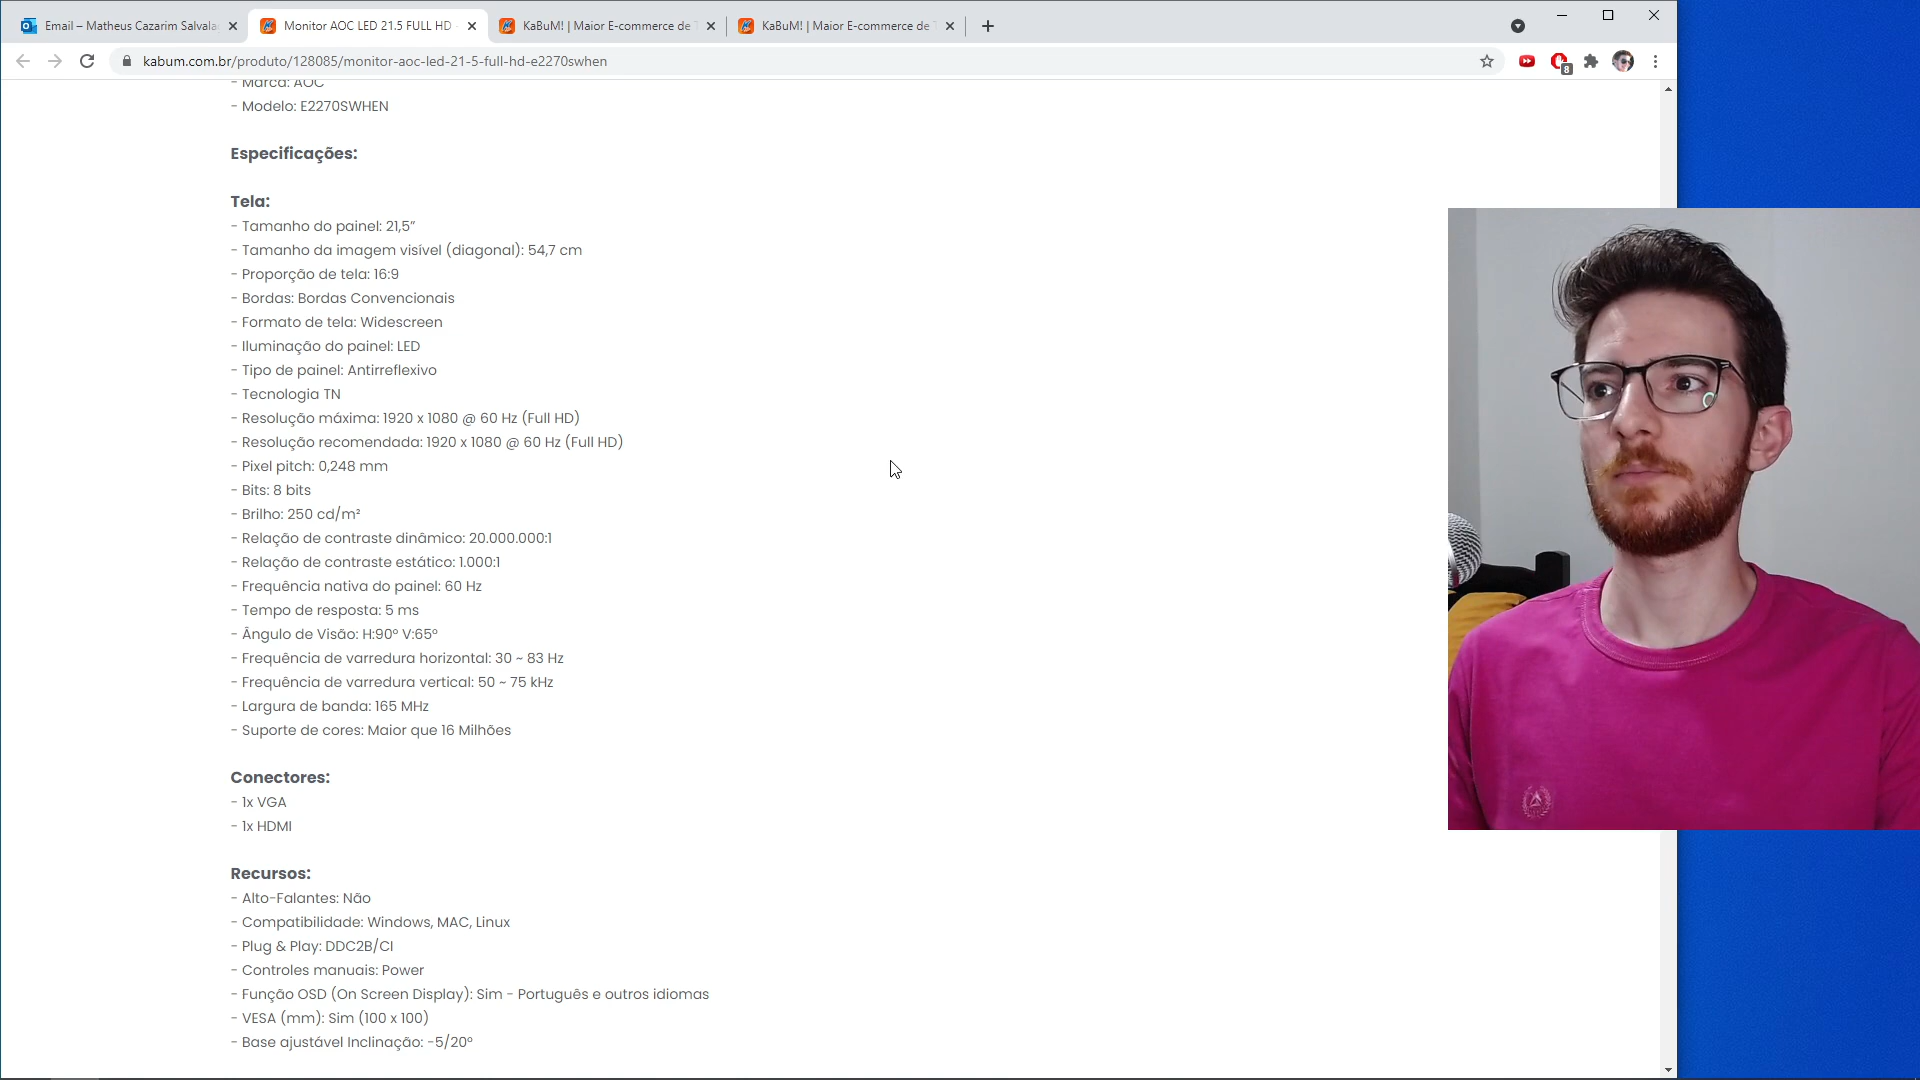 Email – Matheus Cazarim Salvala
Monitor AOC LED 21.5 FULL HD
KaBuM! | Maior E-commerce de T
KaBuM! | Maior E-commerce de T
kabum.com.br/produto/128085/monitor-aoc-led-21-5-full-hd-e2270swhen
8
- Marca: AOC
- Modelo: E2270SWHEN
Especificações:
Tela:
- Tamanho do painel: 21,5”
- Tamanho da imagem visível (diagonal): 54,7 cm
- Proporção de tela: 16:9
- Bordas: Bordas Convencionais
- Formato de tela: Widescreen
- Iluminação do painel: LED
- Tipo de painel: Antirreflexivo
- Tecnologia TN
- Resolução máxima: 1920 x 1080 @ 60 Hz (Full HD)
- Resolução recomendada: 1920 x 1080 @ 60 Hz (Full HD)
- Pixel pitch: 0,248 mm
- Bits: 8 bits
- Brilho: 250 cd/m²
- Relação de contraste dinâmico: 20.000.000:1
- Relação de contraste estático: 1.000:1
- Frequência nativa do painel: 60 Hz
- Tempo de resposta: 5 ms
- Ângulo de Visão: H:90° V:65°
- Frequência de varredura horizontal: 30 ~ 83 Hz
- Frequência de varredura vertical: 50 ~ 75 kHz
- Largura de banda: 165 MHz
- Suporte de cores: Maior que 16 Milhões
Conectores:
- 1x VGA
- 1x HDMI
Recursos:
- Alto-Falantes: Não
- Compatibilidade: Windows, MAC, Linux
- Plug & Play: DDC2B/CI
- Controles manuais: Power
- Função OSD (On Screen Display): Sim - Português e outros idiomas
- VESA (mm): Sim (100 x 100)
- Base ajustável Inclinação: -5/20°